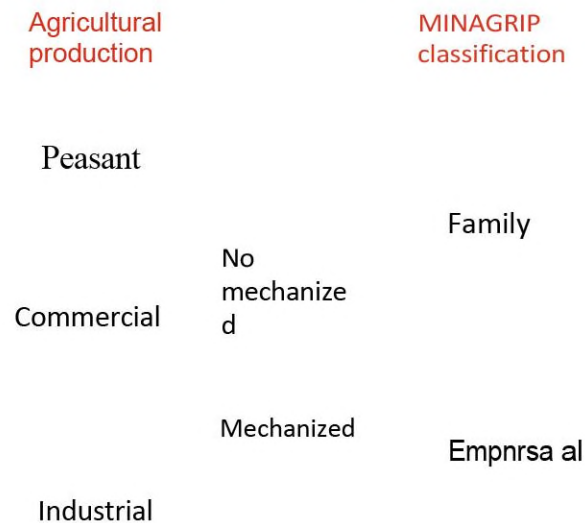 Agricultural
production
MINAGRIP
classification
Peasant
Family
No
mechanize
d
Commercial
Mechanized
Empnrsa al
Industrial